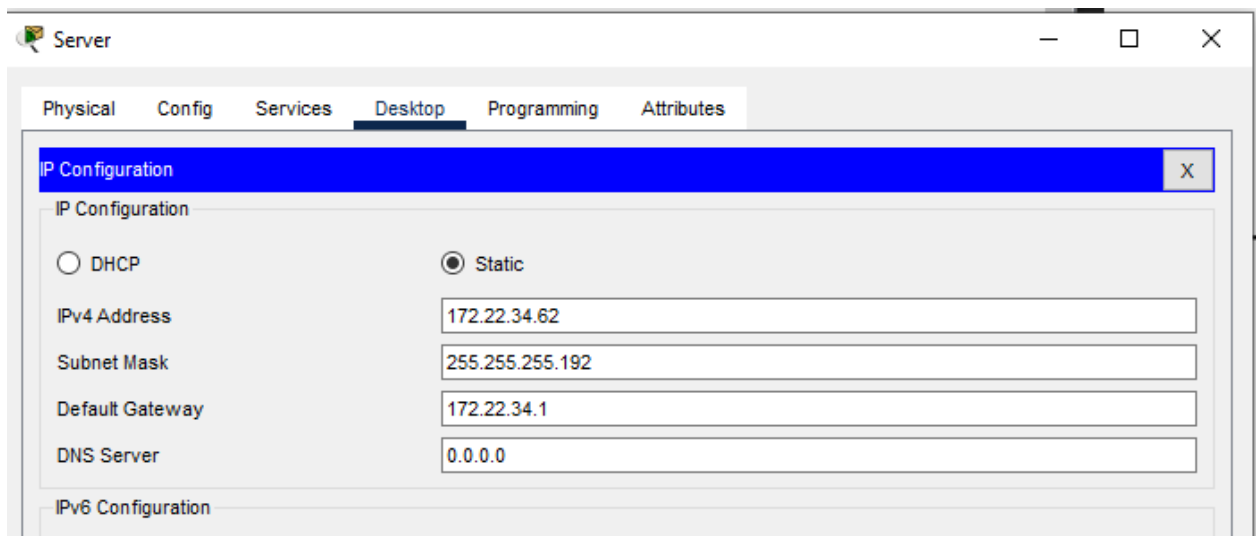 Server
Physical Config Services Desktop Programming Attributes
IP Configuration X
IP Configuration
DHCP Static
IPv4 Address 172.22.34.62
Subnet Mask 255.255.255.192
Default Gateway 172.22.34.1
DNS Server 0.0.0.0
IPv6 Configuration